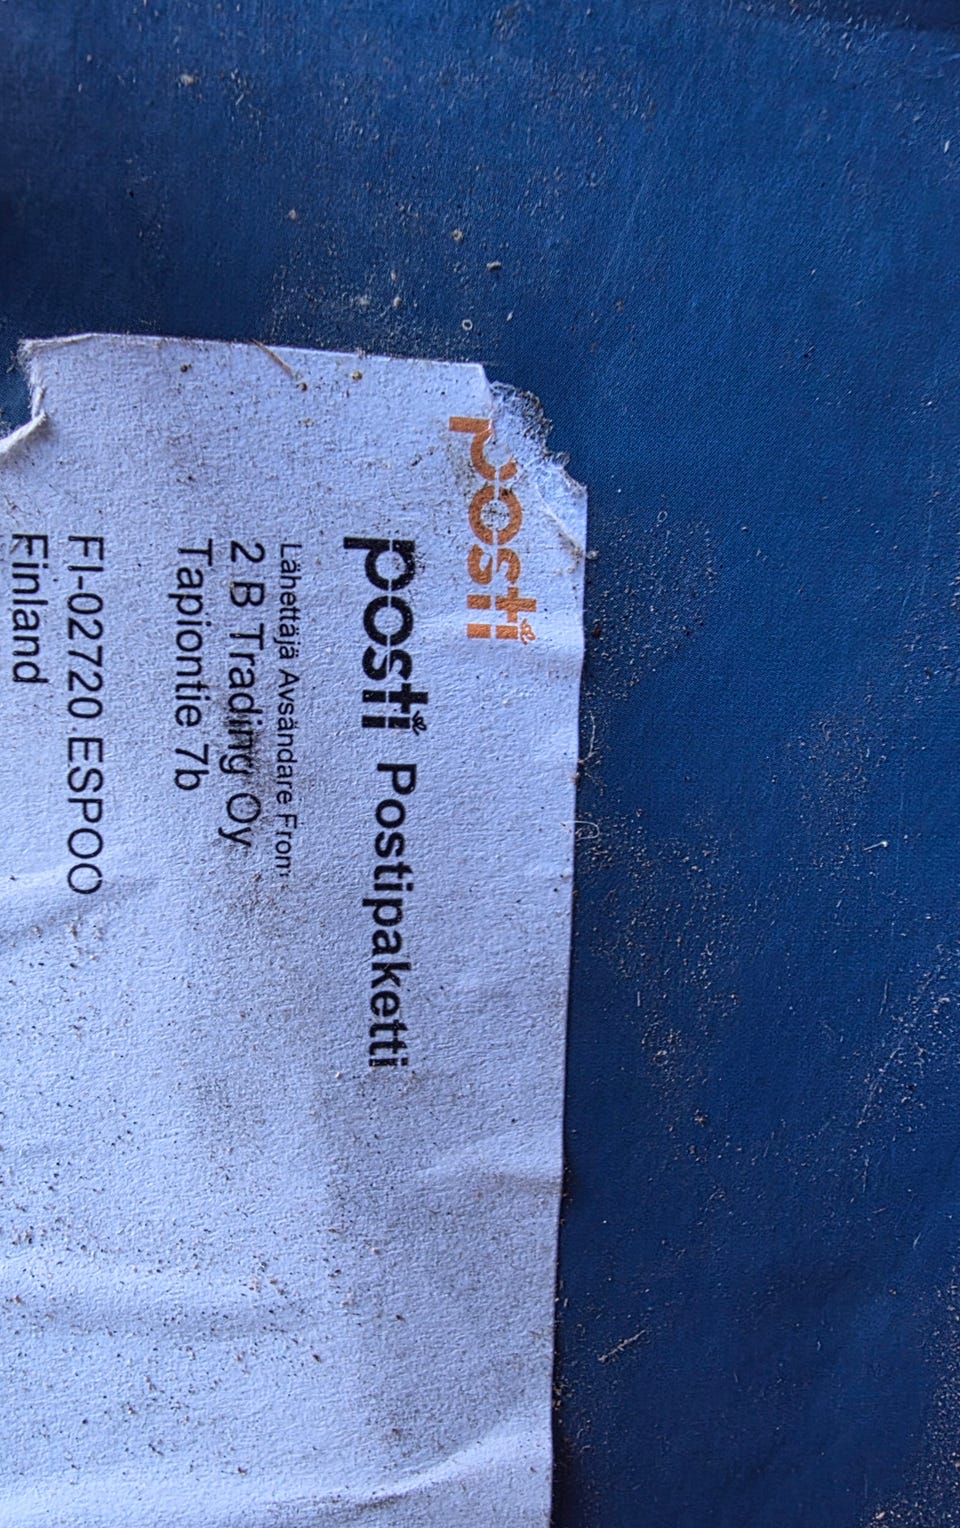 posti
posti Postipaketti
Lähettäjä Avsändare From:
2 B Trading Oy
Tapiontie 7b
FI-02720 ESPOO
Finland